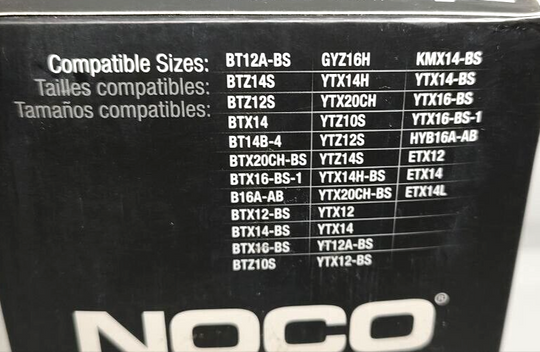 Compatible Sizes: BT12A-BS GYZ16H KMX14-BS
Tailles compatibles: BTZ14S YTX14H YTX14-BS
Tamaños compatibles: BTZ12S YTX20CH YTX16-BS
BTX14 YTZ10S YTX16-BS-1
BT14B-4 YTZ12S HYB16A-AB
BTX20CH-BS YTZ14S ETX12
BTX16-BS-1 YTX14H-BS ETX14
B16A-AB YTX20CH-BS ETX14L
BTX12-BS YTX12
BTX14-BS YTX14
BTX16-BS YT12A-BS
BTZ10S YTX12-BS
NOCO®